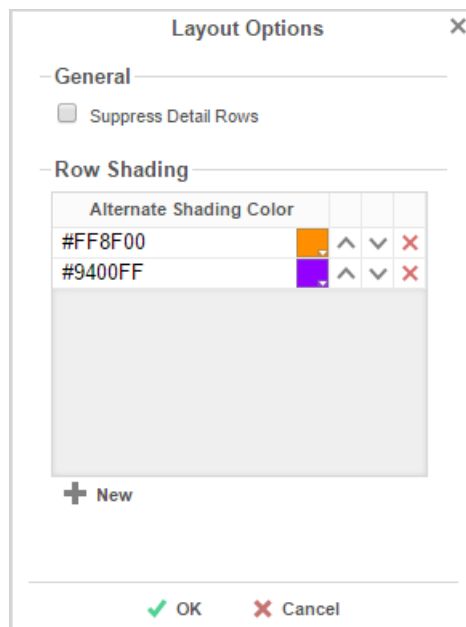 Layout Options
General
Suppress Detail Rows
Row Shading
Alternate Shading Color
#FF8F00
#9400FF
New
OK Cancel